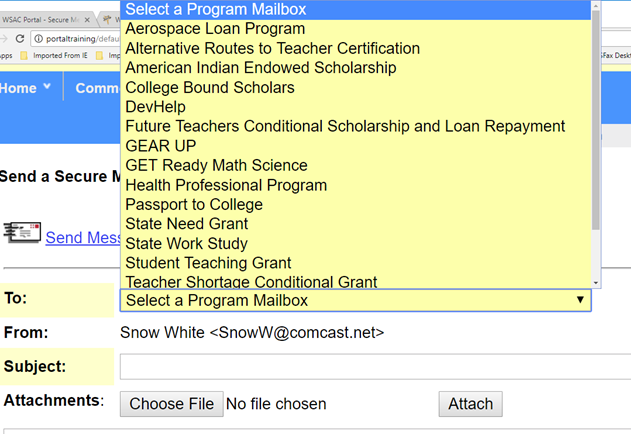 Select a Program Mailbox
WSAC Portal - Secure M
Aerospace Loan Program
portaltraining/defau
Alternative Routes to Teacher Certification
Apps Imported From IE Imp
SFax Desk
American Indian Endowed Scholarship
Home Comm
College Bound Scholars
DevHelp
Future Teachers Conditional Scholarship and Loan Repayment
GEAR UP
GET Ready Math Science
Send a Secure M
Health Professional Program
Passport to College
State Need Grant
Send Mess
State Work Study
Student Teaching Grant
Teacher Shortage Conditional Grant
To: Select a Program Mailbox
From: Snow White <SnowW@comcast.net>
Subject:
Attachments: Choose File No file chosen Attach